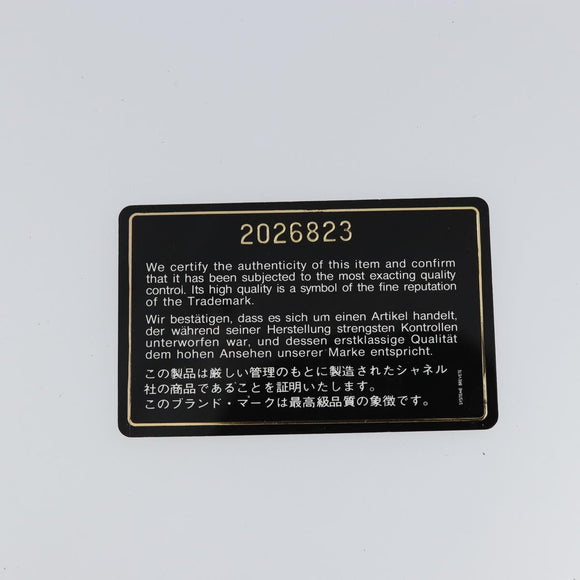 2026823
We certify the authenticity of this item and confirm
that it has been subjected to the most exacting quality
control. Its high quality is a symbol of the fine reputation
of the Trademark.
Wir bestätigen, dass es sich um einen Artikel handelt,
der während seiner Herstellung strengsten Kontrollen
unterworfen war, und dessen erstklassige Qualität
dem hohen Ansehen unserer Marke entspricht.
この製品は厳しい管理のもとに製造されたシャネル
社の商品であることを証明いたします。
このブランド・マークは最高級品質の象徴です。